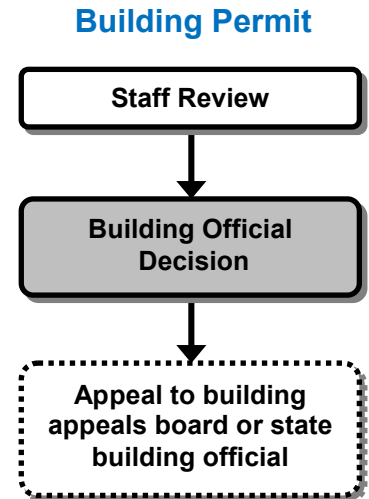 Building Permit
Staff Review
Building Official
Decision
Appeal to building
appeals board or state
building official